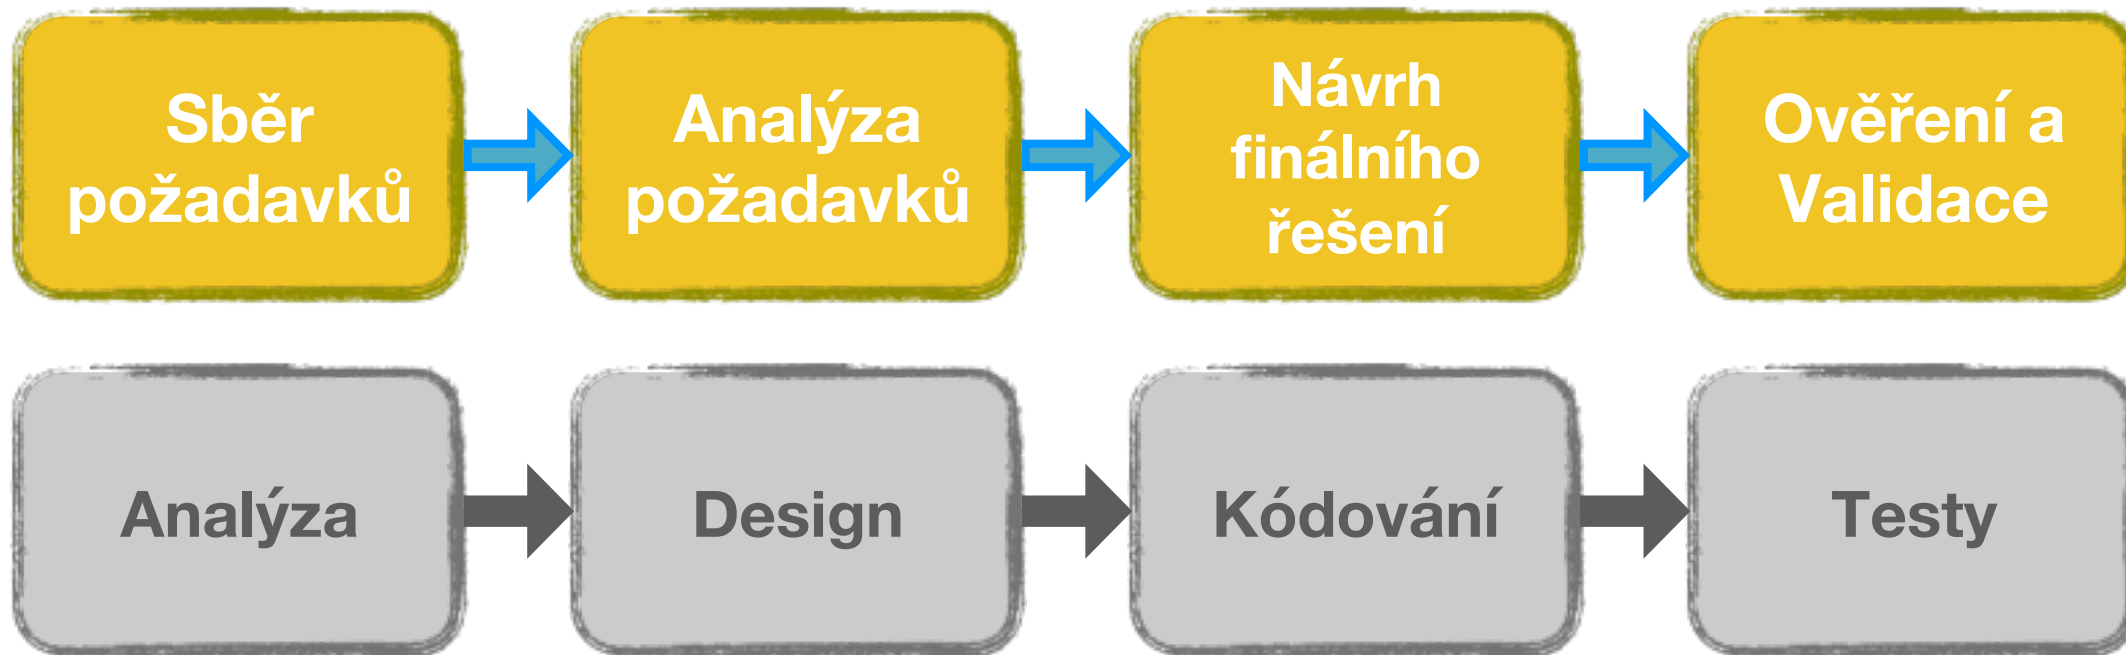 Sběr
požadavků
Analýza
požadavků
Návrh
finálního
řešení
Ověření a
Validace
Analýza
Design
Kódování
Testy